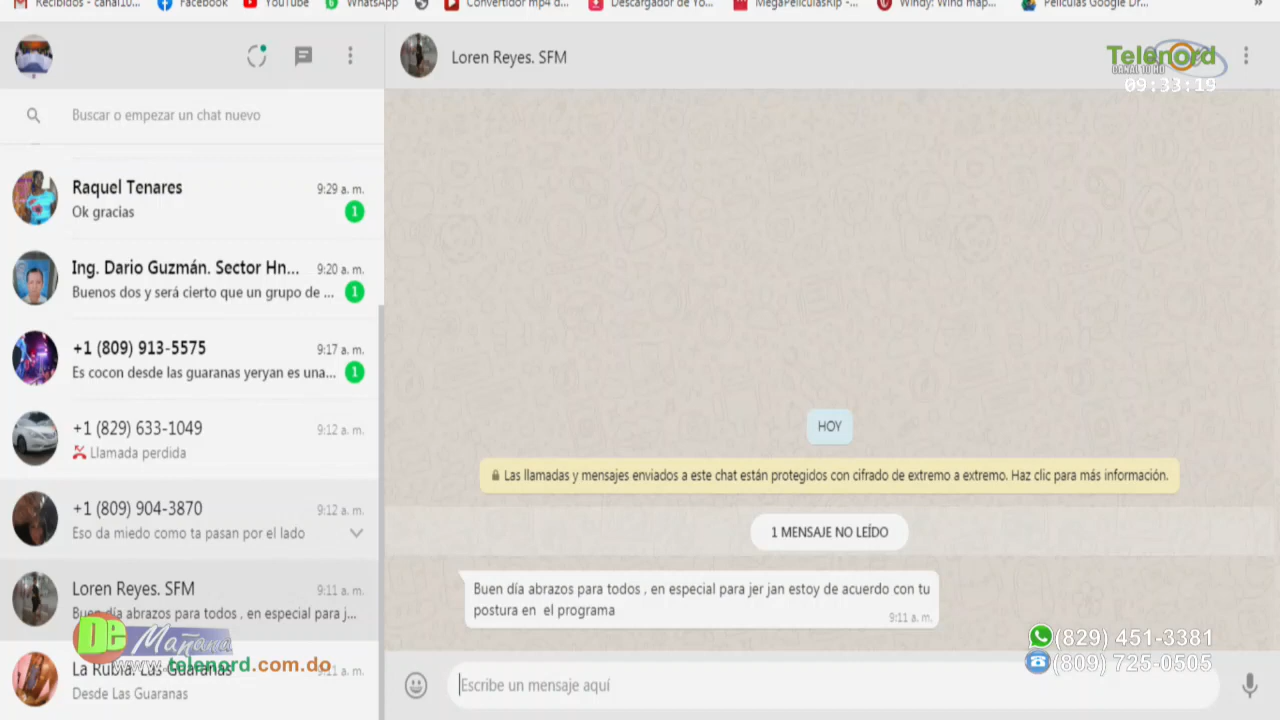 Recibidos - canal10...
Facebook
YouTube
WhatsApp
Convertidor mp4 d...
Descargador de Yo...
MegaPeliculasRip -...
Windy: Wind map...
Peliculas Google Dr...
»
Loren Reyes. SFM
Telenord
CANAL 10 HD
09:33:19
Buscar o empezar un chat nuevo
Raquel Tenares
9:29 a. m.
Ok gracias
1
Ing. Dario Guzmán. Sector Hn...
9:20 a. m.
Buenos dos y será cierto que un grupo de ...
1
+1 (809) 913-5575
9:17 a. m.
Es cocon desde las guaranas yeryan es una...
1
+1 (829) 633-1049
9:12 a. m.
Llamada perdida
+1 (809) 904-3870
9:12 a. m.
Eso da miedo como ta pasan por el lado
Loren Reyes. SFM
9:11 a. m.
Buen día abrazos para todos , en especial para j...
La Rubia. Las Guaranas
9:11 a. m.
Desde Las Guaranas
De Mañana
www.telenord.com.do
HOY
Las llamadas y mensajes enviados a este chat están protegidos con cifrado de extremo a extremo. Haz clic para más información.
1 MENSAJE NO LEÍDO
Buen día abrazos para todos , en especial para jer jan estoy de acuerdo con tu
postura en el programa
9:11 a. m.
(829) 451-3381
(809) 725-0505
Escribe un mensaje aquí